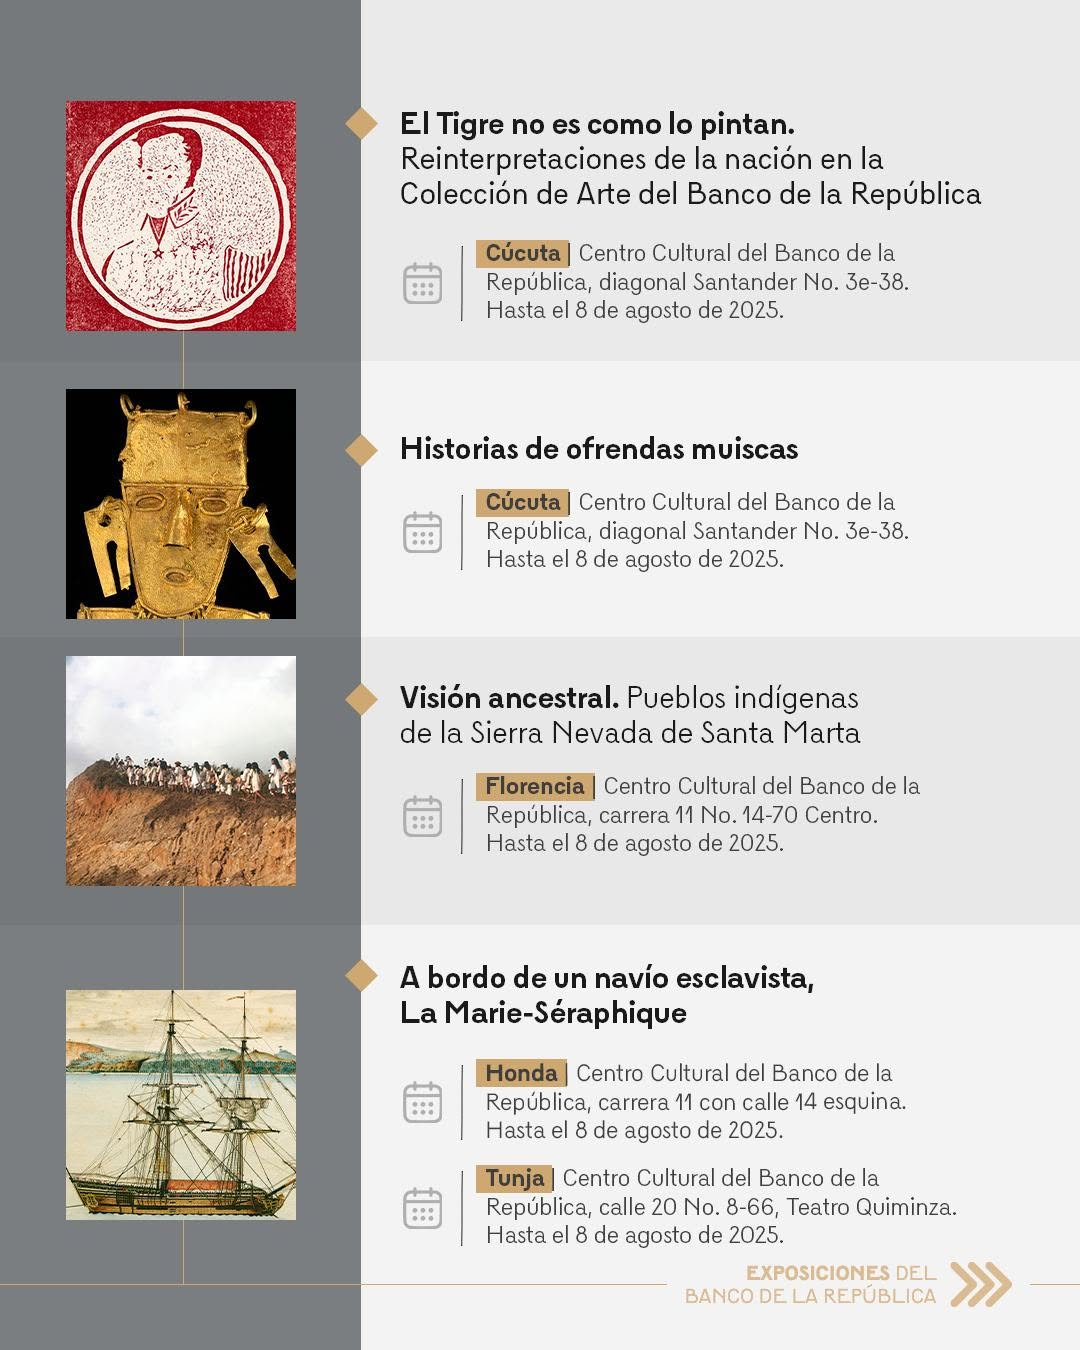 El Tigre no es como lo pintan.
Reinterpretaciones de la nación en la
Colección de Arte del Banco de la República
Cúcuta | Centro Cultural del Banco de la
República, diagonal Santander No. 3e-38.
Hasta el 8 de agosto de 2025.
Historias de ofrendas muiscas
Cúcuta | Centro Cultural del Banco de la
República, diagonal Santander No. 3e-38.
Hasta el 8 de agosto de 2025.
Visión ancestral. Pueblos indígenas
de la Sierra Nevada de Santa Marta
Florencia | Centro Cultural del Banco de la
República, carrera 11 No. 14-70 Centro.
Hasta el 8 de agosto de 2025.
A bordo de un navío esclavista,
La Marie-Séraphique
Honda | Centro Cultural del Banco de la
República, carrera 11 con calle 14 esquina.
Hasta el 8 de agosto de 2025.
Tunja | Centro Cultural del Banco de la
República, calle 20 No. 8-66, Teatro Quiminza.
Hasta el 8 de agosto de 2025.
EXPOSICIONES DEL
BANCO DE LA REPÚBLICA